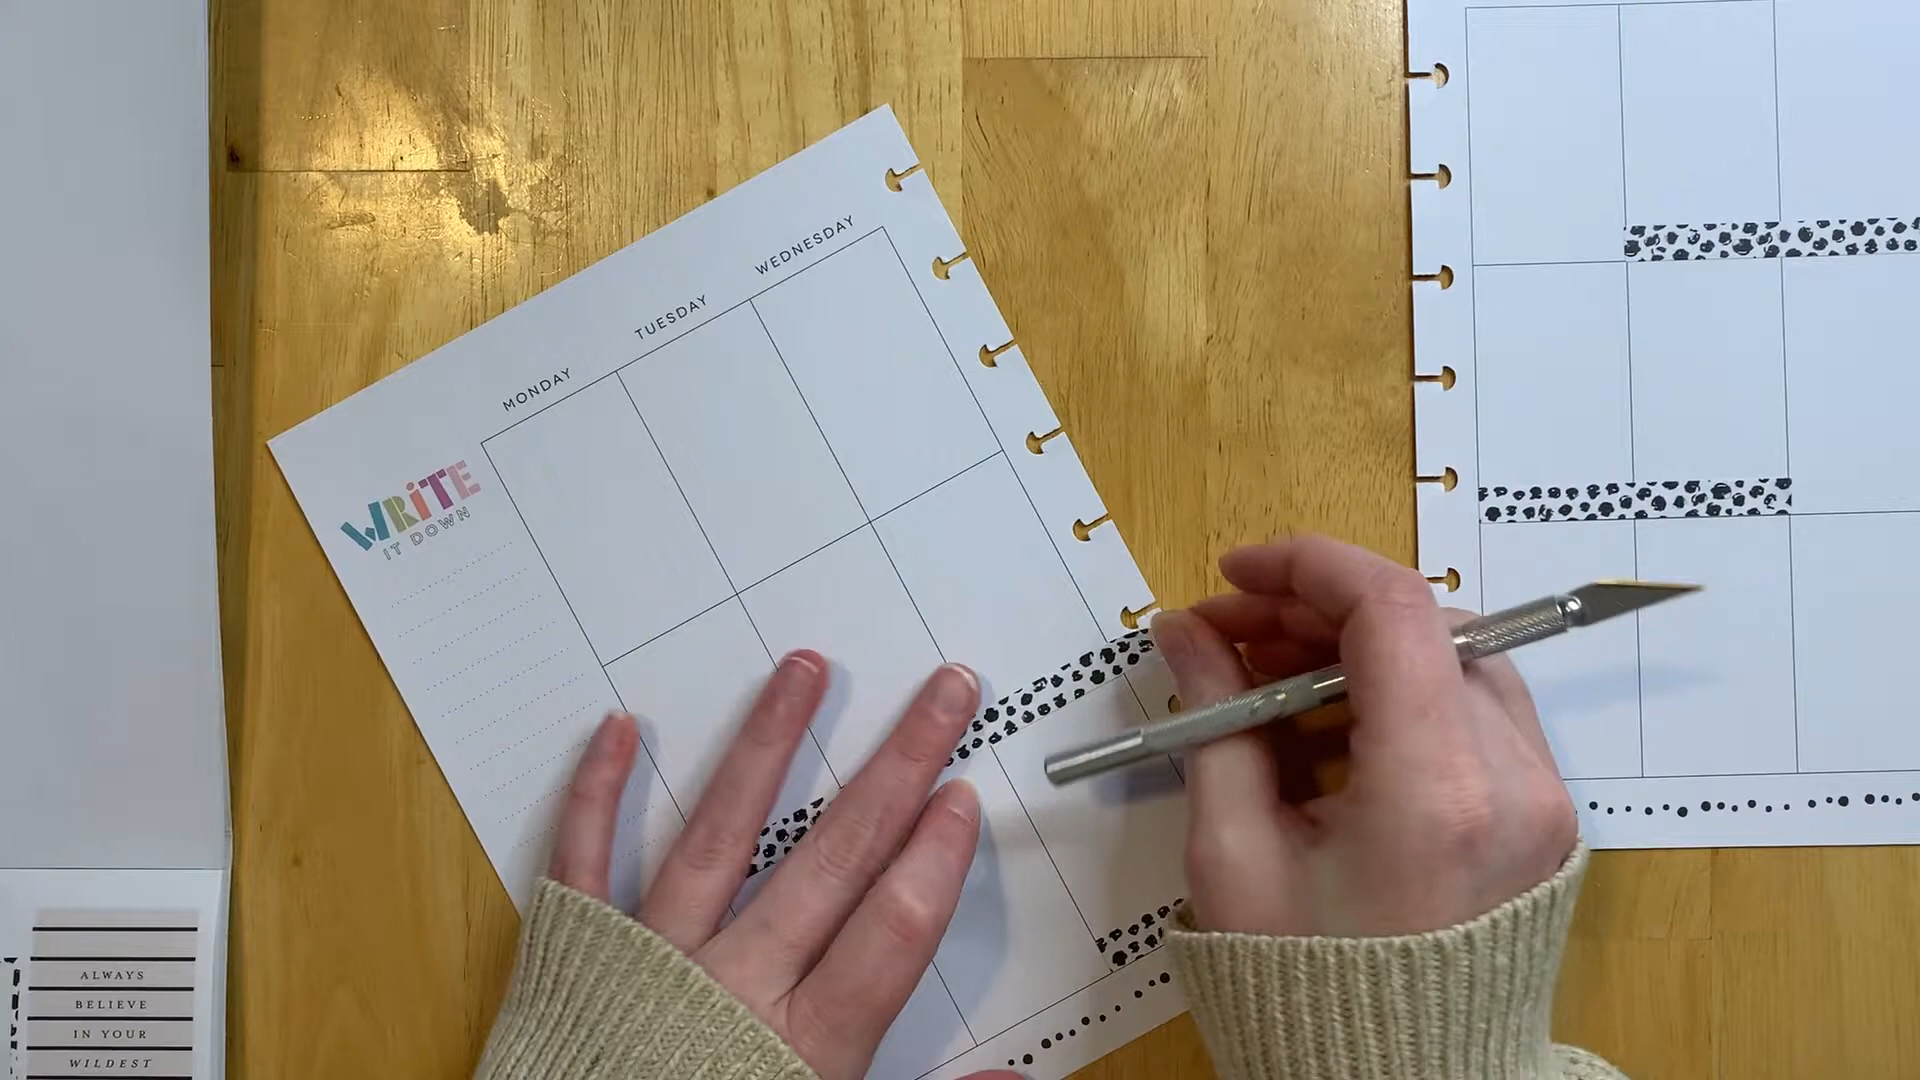 MONDAY
TUESDAY
WEDNESDAY
WRiTE
IT DOWN
ALWAYS
BELIEVE
IN YOUR
WILDEST